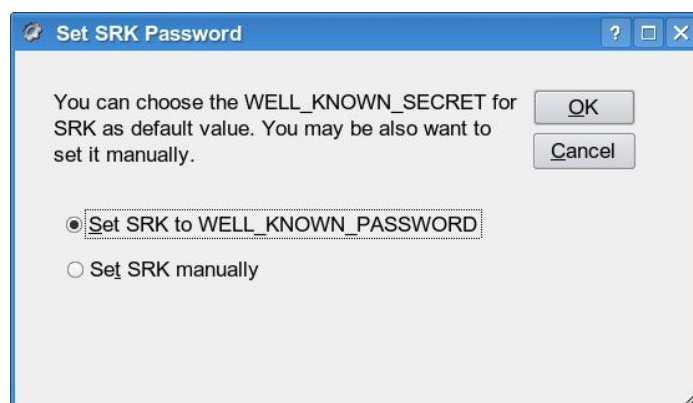 Set SRK Password
You can choose the WELL_KNOWN_SECRET for
SRK as default value. You may be also want to
set it manually.
OK
Cancel
Set SRK to WELL_KNOWN_PASSWORD
Set SRK manually